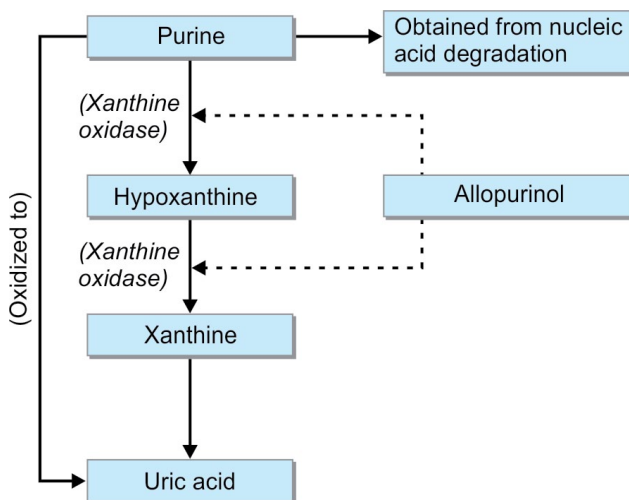 Purine
Obtained from nucleic
acid degradation
(Xanthine
oxidase)
Hypoxanthine
Allopurinol
(Xanthine
oxidase)
(Oxidized to)
Xanthine
Uric acid